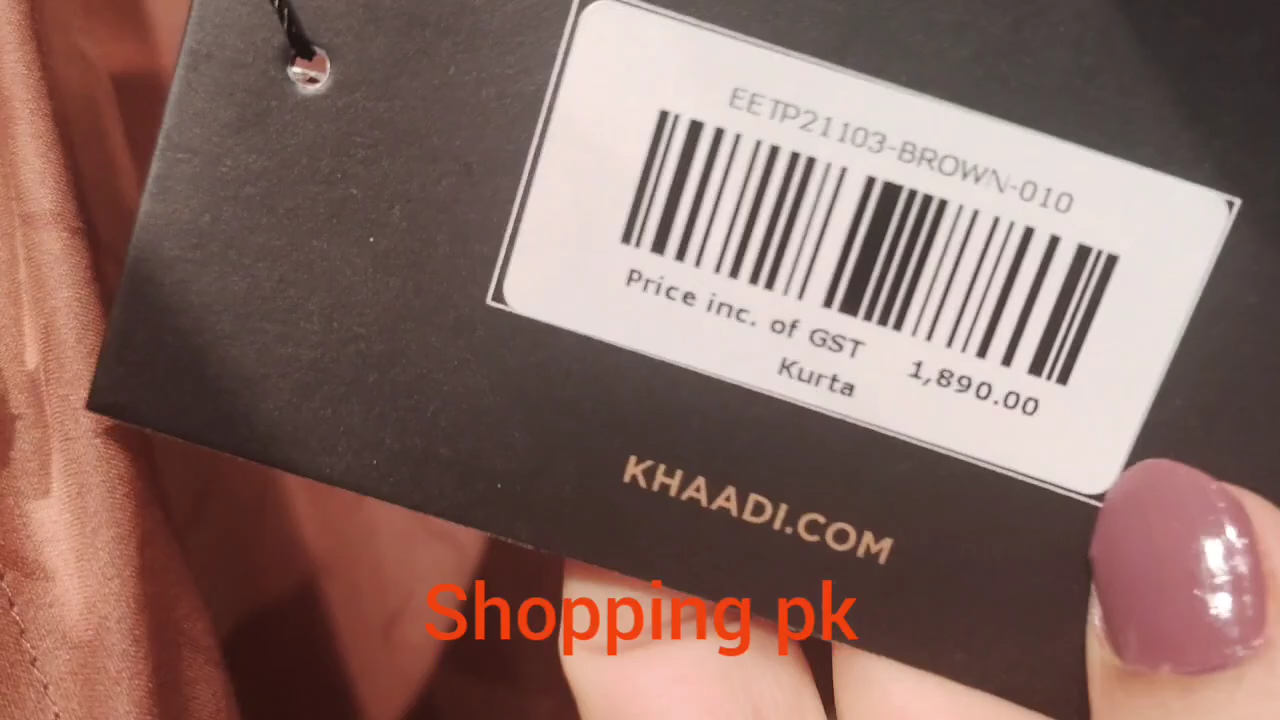 EETP21103-BROWN-010
Price inc. of GST 1,890.00
Kurta
KHAADI.COM
Shopping pk